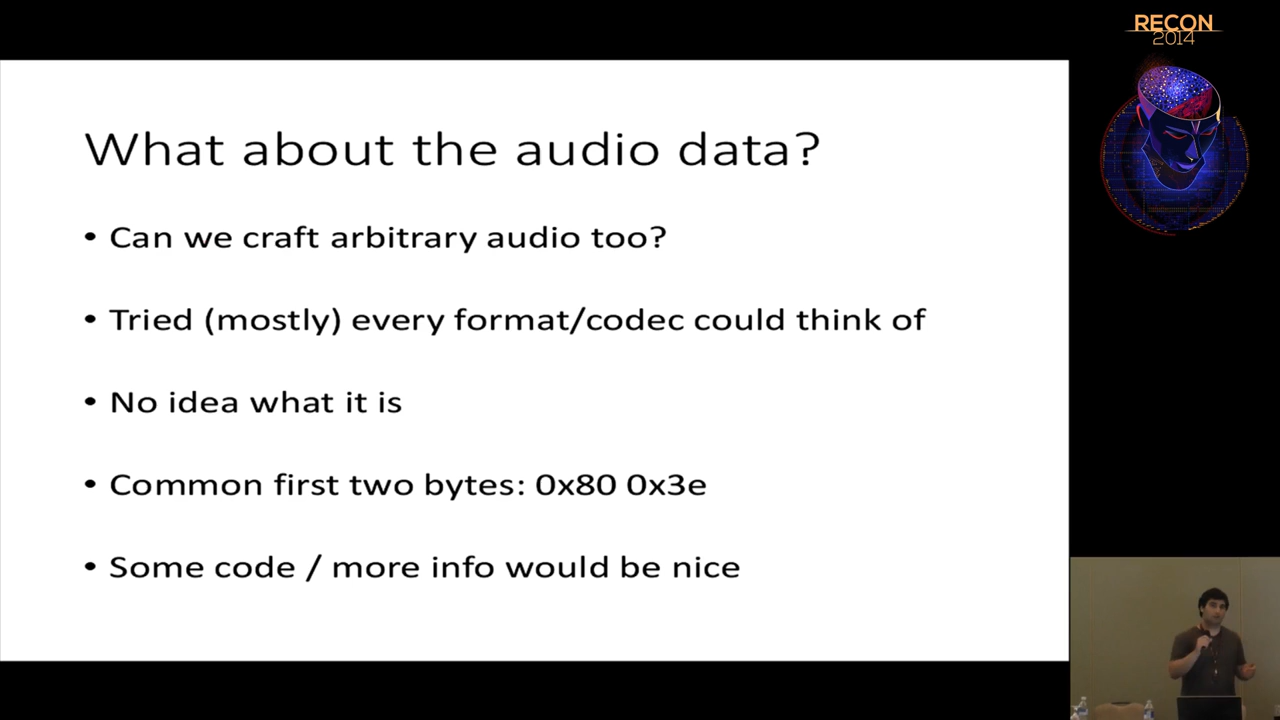 RECON
2014
What about the audio data?
• Can we craft arbitrary audio too?
• Tried (mostly) every format/codec could think of
• No idea what it is
• Common first two bytes: 0x80 0x3e
• Some code / more info would be nice